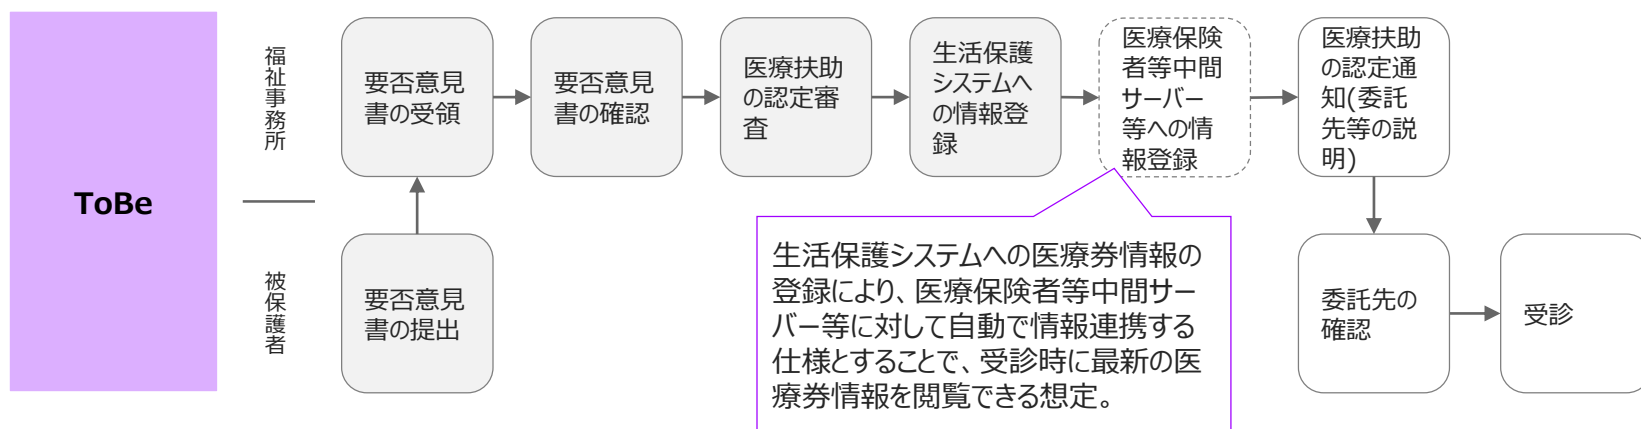 ToBe
福祉事務所
要否意見
書の受領
要否意見
書の確認
医療扶助
の認定審
査
生活保護
システムへ
の情報登
録
医療保険
者等中間
サーバー
等への情
報登録
医療扶助
の認定通
知(委託
先等の説
明)
被保護者
要否意見
書の提出
生活保護システムへの医療券情報の
登録により、医療保険者等中間サー
バー等に対して自動で情報連携する
仕様とすることで、受診時に最新の医
療券情報を閲覧できる想定。
委託先の
確認
受診